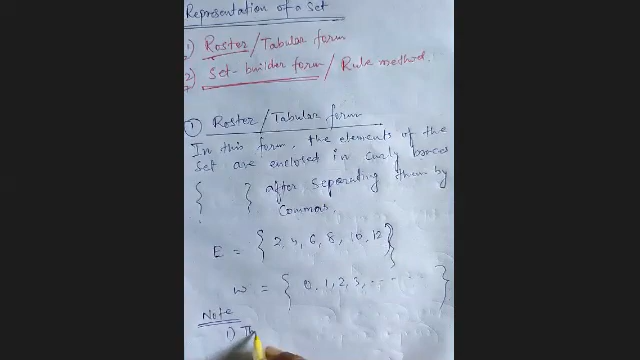 Representation of a Set
1) Roster/Tabular form
2) Set-builder form/Rule method.
1) Roster/Tabular form
In this form, the elements of the
set are enclosed in curly braces
{ } after separating them by
commas.
E = { 2, 4, 6, 8, 10, 12 }
W = { 0, 1, 2, 3, ........ }
Note
1) Th